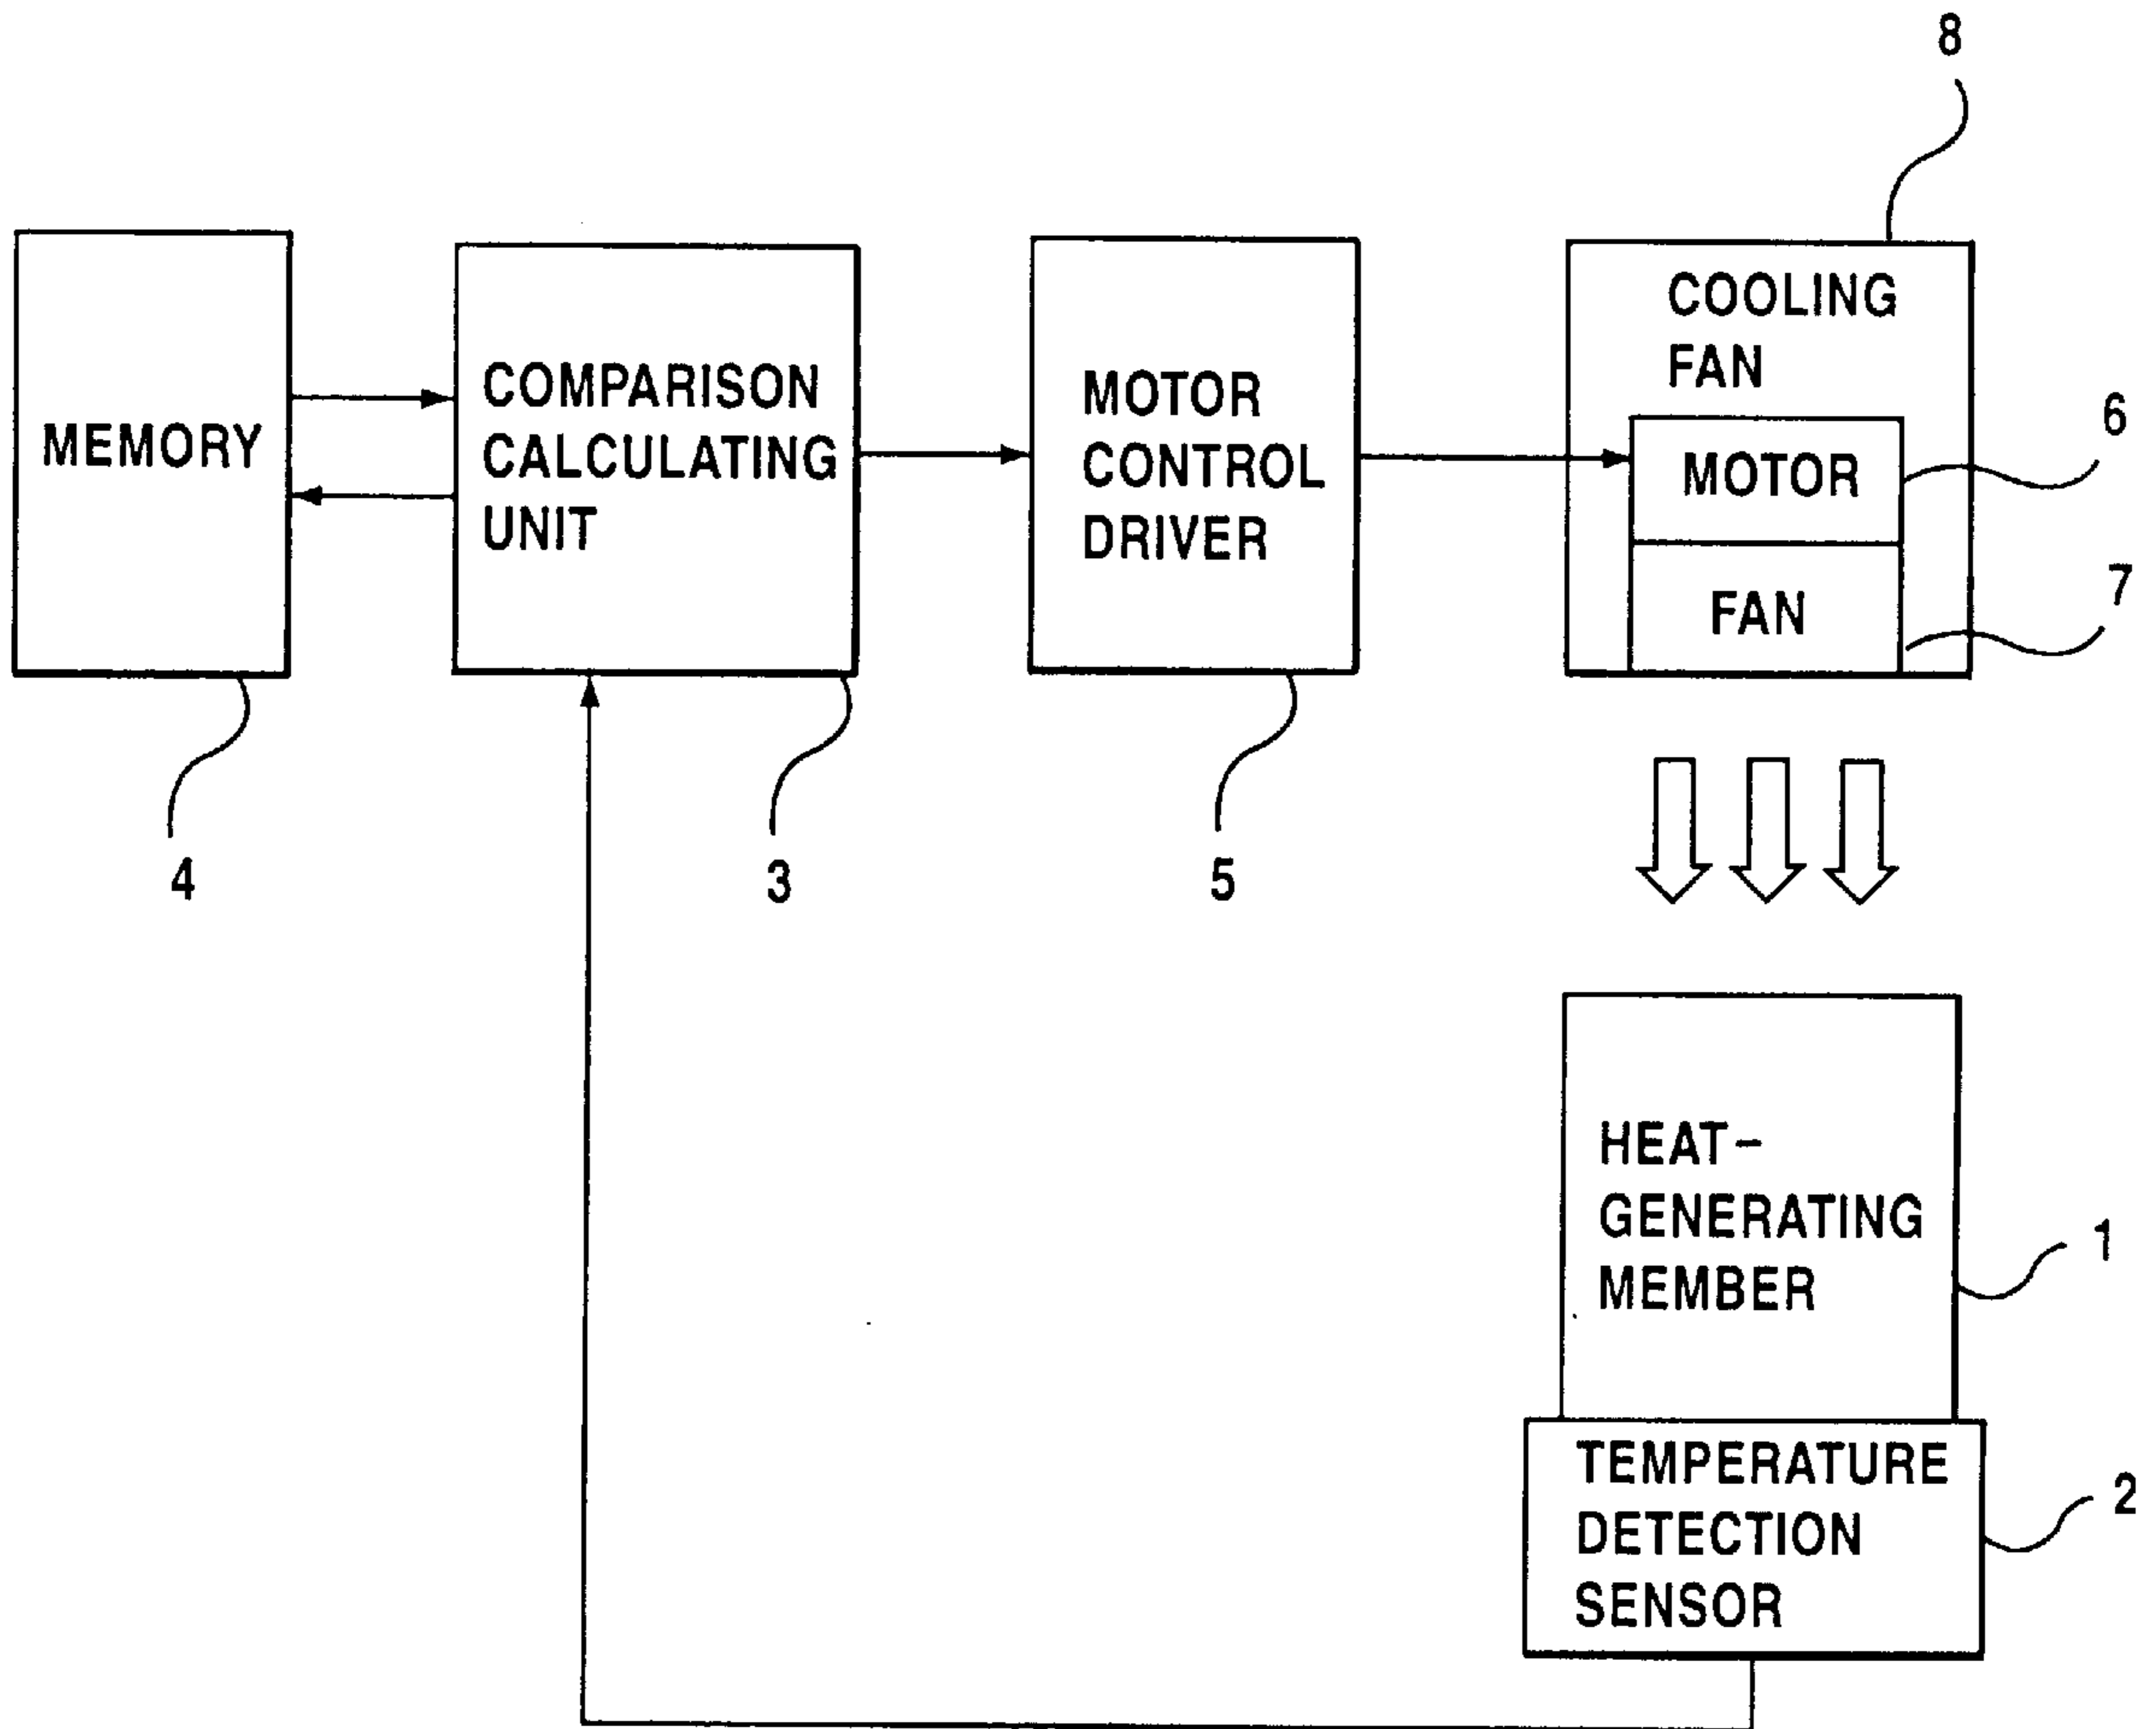 8
COOLING
FAN
6
MOTOR
7
FAN
MEMORY
COMPARISON
CALCULATING
UNIT
MOTOR
CONTROL
DRIVER
4
3
5
HEAT-
GENERATING
MEMBER
1
TEMPERATURE
DETECTION
SENSOR
2